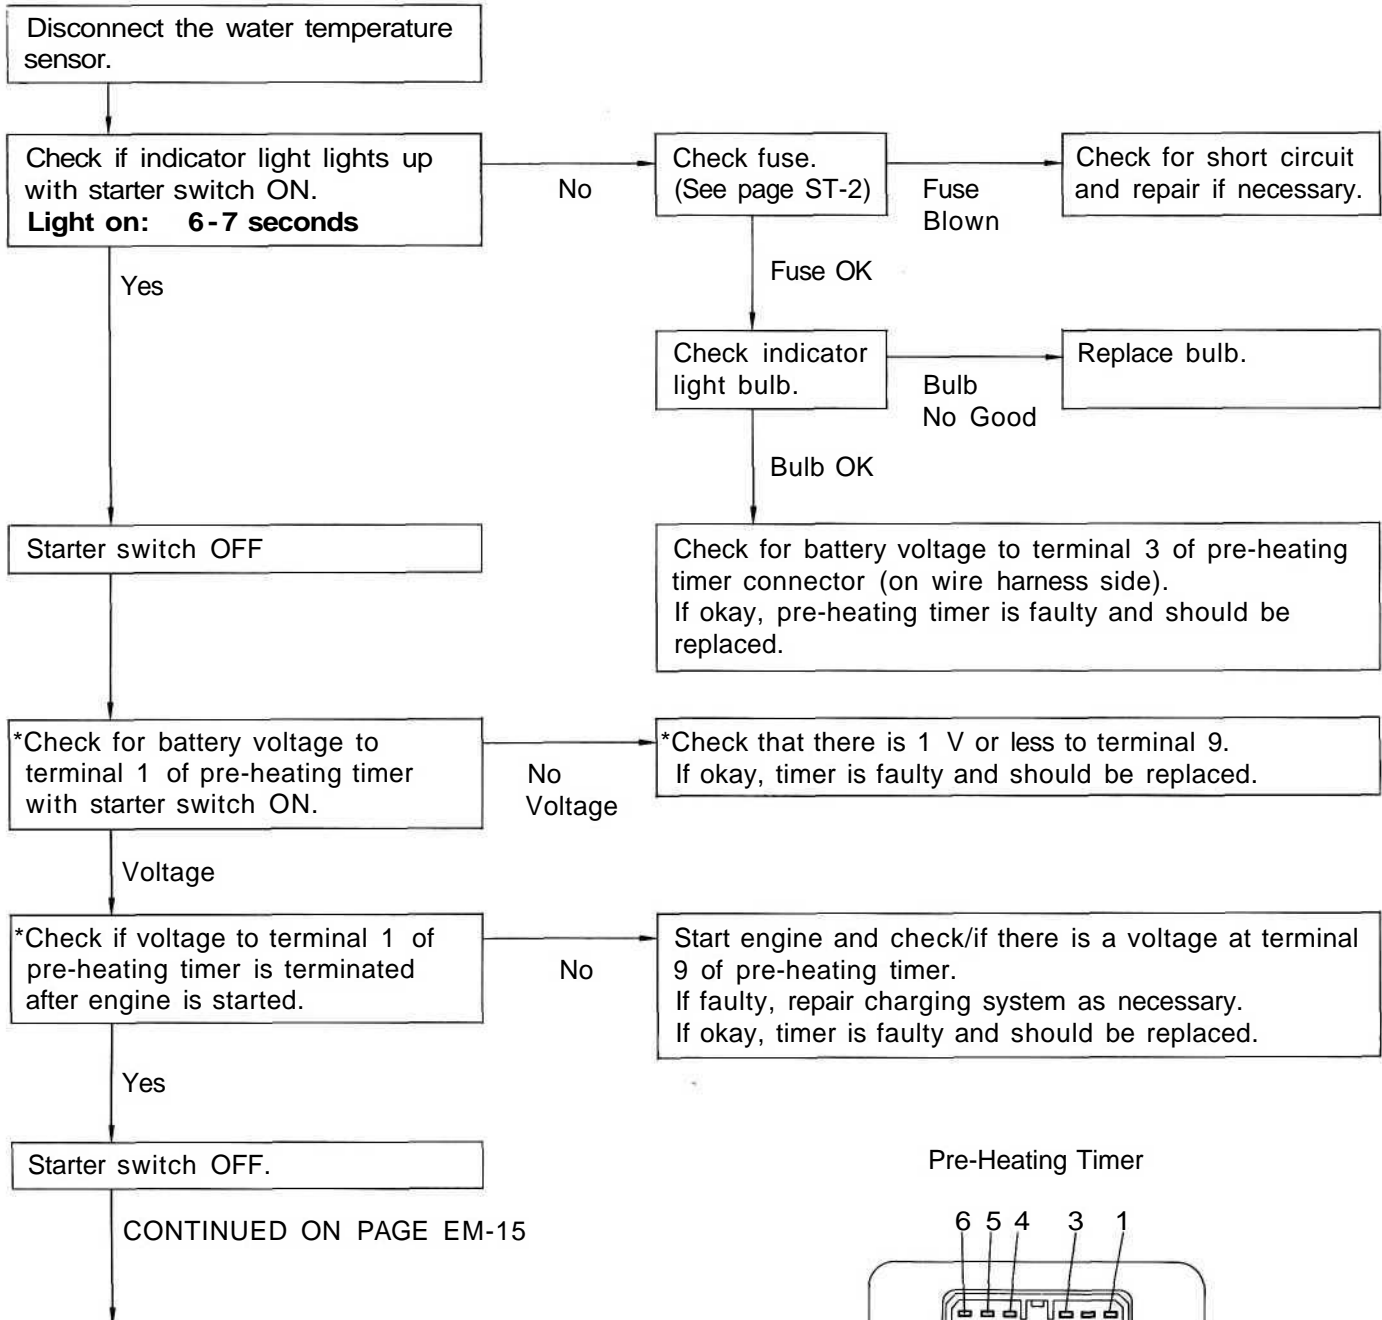 Disconnect the water temperature
sensor.
Check if indicator light lights up
with starter switch ON.
Light on: 6-7 seconds
No
Check fuse.
(See page ST-2)
Fuse
Blown
Check for short circuit
and repair if necessary.
Yes
Fuse OK
Check indicator
light bulb.
Bulb
No Good
Replace bulb.
Bulb OK
Starter switch OFF
Check for battery voltage to terminal 3 of pre-heating
timer connector (on wire harness side).
If okay, pre-heating timer is faulty and should be
replaced.
*Check for battery voltage to
terminal 1 of pre-heating timer
with starter switch ON.
No
Voltage
*Check that there is 1 V or less to terminal 9.
If okay, timer is faulty and should be replaced.
Voltage
*Check if voltage to terminal 1 of
pre-heating timer is terminated
after engine is started.
No
Start engine and check/if there is a voltage at terminal
9 of pre-heating timer.
If faulty, repair charging system as necessary.
If okay, timer is faulty and should be replaced.
Yes
Starter switch OFF.
CONTINUED ON PAGE EM-15
Pre-Heating Timer
6 5 4 3 1